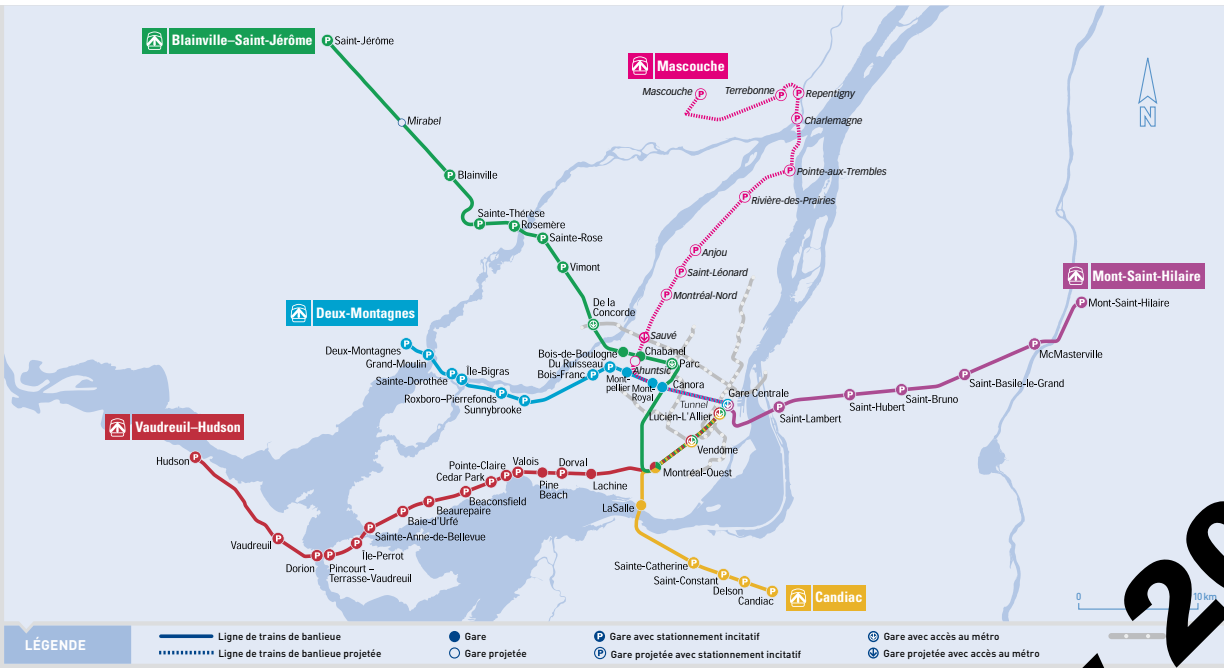 Blainville–Saint-Jérôme
Saint-Jérôme
Mirabel
Blainville
Sainte-Thérèse
Rosemère
Sainte-Rose
Vimont
De la
Concorde
Bois-de-Boulogne
Chabanel
Parc
Mascouche
Mascouche
Terrebonne
Repentigny
Charlemagne
Pointe-aux-Trembles
Rivière-des-Prairies
Anjou
Saint-Léonard
Montréal-Nord
Sauvé
Ahuntsic
N
Mont-Saint-Hilaire
Mont-Saint-Hilaire
McMasterville
Saint-Basile-le-Grand
Saint-Bruno
Saint-Hubert
Saint-Lambert
Gare Centrale
Deux-Montagnes
Deux-Montagnes
Grand-Moulin
Sainte-Dorothée
Île-Bigras
Roxboro–Pierrefonds
Sunnybrooke
Bois-Franc
Du Ruisseau
Mont-
pellier
Mont-
Royal
Canora
Tunnel
Lucien-L'Allier
Vendôme
Montréal-Ouest
Vaudreuil–Hudson
Hudson
Vaudreuil
Dorion
Pincourt –
Terrasse-Vaudreuil
Île-Perrot
Sainte-Anne-de-Bellevue
Baie-d'Urfé
Beaurepaire
Beaconsfield
Cedar Park
Pointe-Claire
Valois
Pine
Beach
Dorval
Lachine
LaSalle
Sainte-Catherine
Saint-Constant
Delson
Candiac
Candiac
0
10 km
LÉGENDE
Ligne de trains de banlieue
Ligne de trains de banlieue projetée
Gare
Gare projetée
Gare avec stationnement incitatif
Gare projetée avec stationnement incitatif
Gare avec accès au métro
Gare projetée avec accès au métro